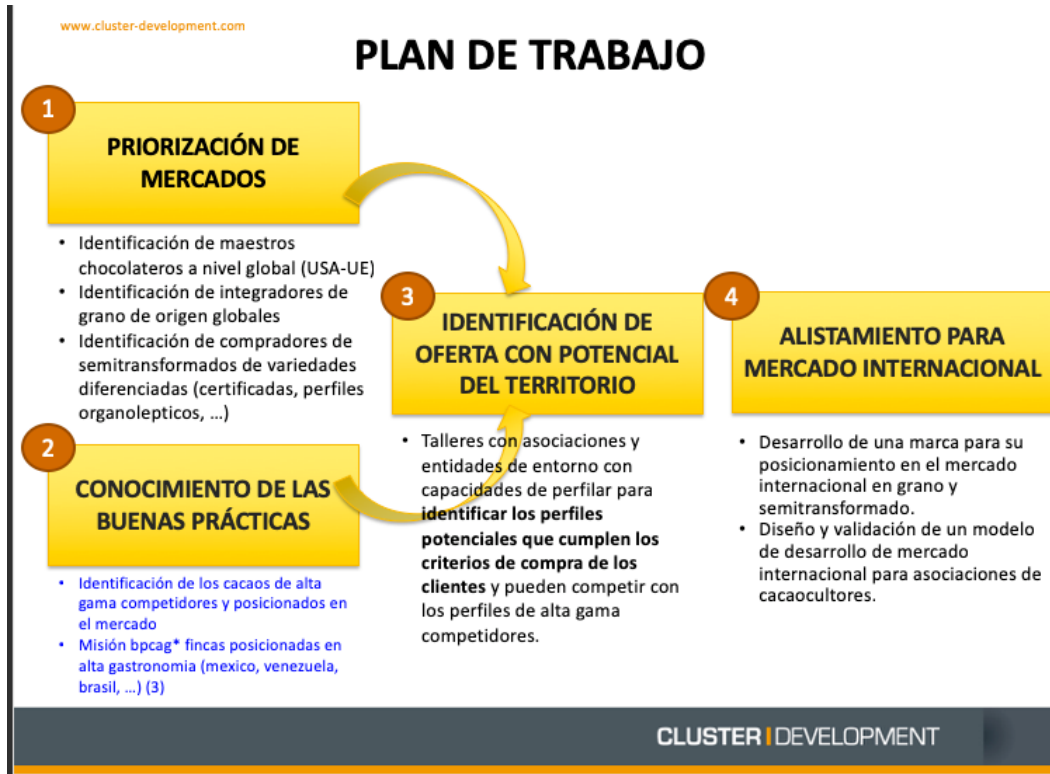 www.cluster-development.com
PLAN DE TRABAJO
1
PRIORIZACIÓN DE
MERCADOS
• Identificación de maestros
chocolateros a nivel global (USA-UE)
• Identificación de integradores de
grano de origen globales
• Identificación de compradores de
semitransformados de variedades
diferenciadas (certificadas, perfiles
organolepticos, ...)
2
CONOCIMIENTO DE LAS
BUENAS PRÁCTICAS
• Identificación de los cacaos de alta
gama competidores y posicionados en
el mercado
• Misión bpcag* fincas posicionadas en
alta gastronomia (mexico, venezuela,
brasil, ...) (3)
3
IDENTIFICACIÓN DE
OFERTA CON POTENCIAL
DEL TERRITORIO
• Talleres con asociaciones y
entidades de entorno con
capacidades de perfilar para
identificar los perfiles
potenciales que cumplen los
criterios de compra de los
clientes y pueden competir con
los perfiles de alta gama
competidores.
4
ALISTAMIENTO PARA
MERCADO INTERNACIONAL
• Desarrollo de una marca para su
posicionamiento en el mercado
internacional en grano y
semitransformado.
• Diseño y validación de un modelo
de desarrollo de mercado
internacional para asociaciones de
cacaocultores.
CLUSTER DEVELOPMENT